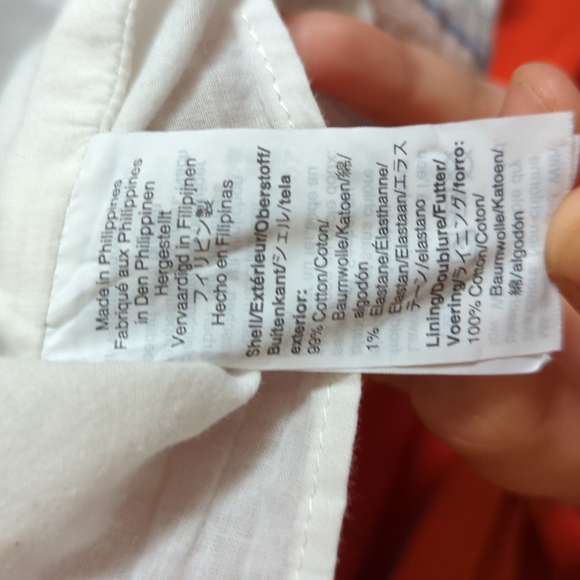 Made in Philippines
Fabriqué aux Philippines
in Den Philippinen
Hergestellt
Vervaardigd in Filipijnen
フィリピン製
Hecho en Filipinas
Shell/Extérieur/Oberstoff/
Buitenkant/シェル/tela
exterior:
99% Cotton/Coton/
Baumwolle/Katoen/綿/
algodón
1% Elastane/Élasthanne/
Elastan/Elastaan/エラス
テーン/elastano
Lining/Doublure/Futter/
Voering/ライニング/forro:
100% Cotton/Coton/
Baumwolle/Katoen/
綿/algodón